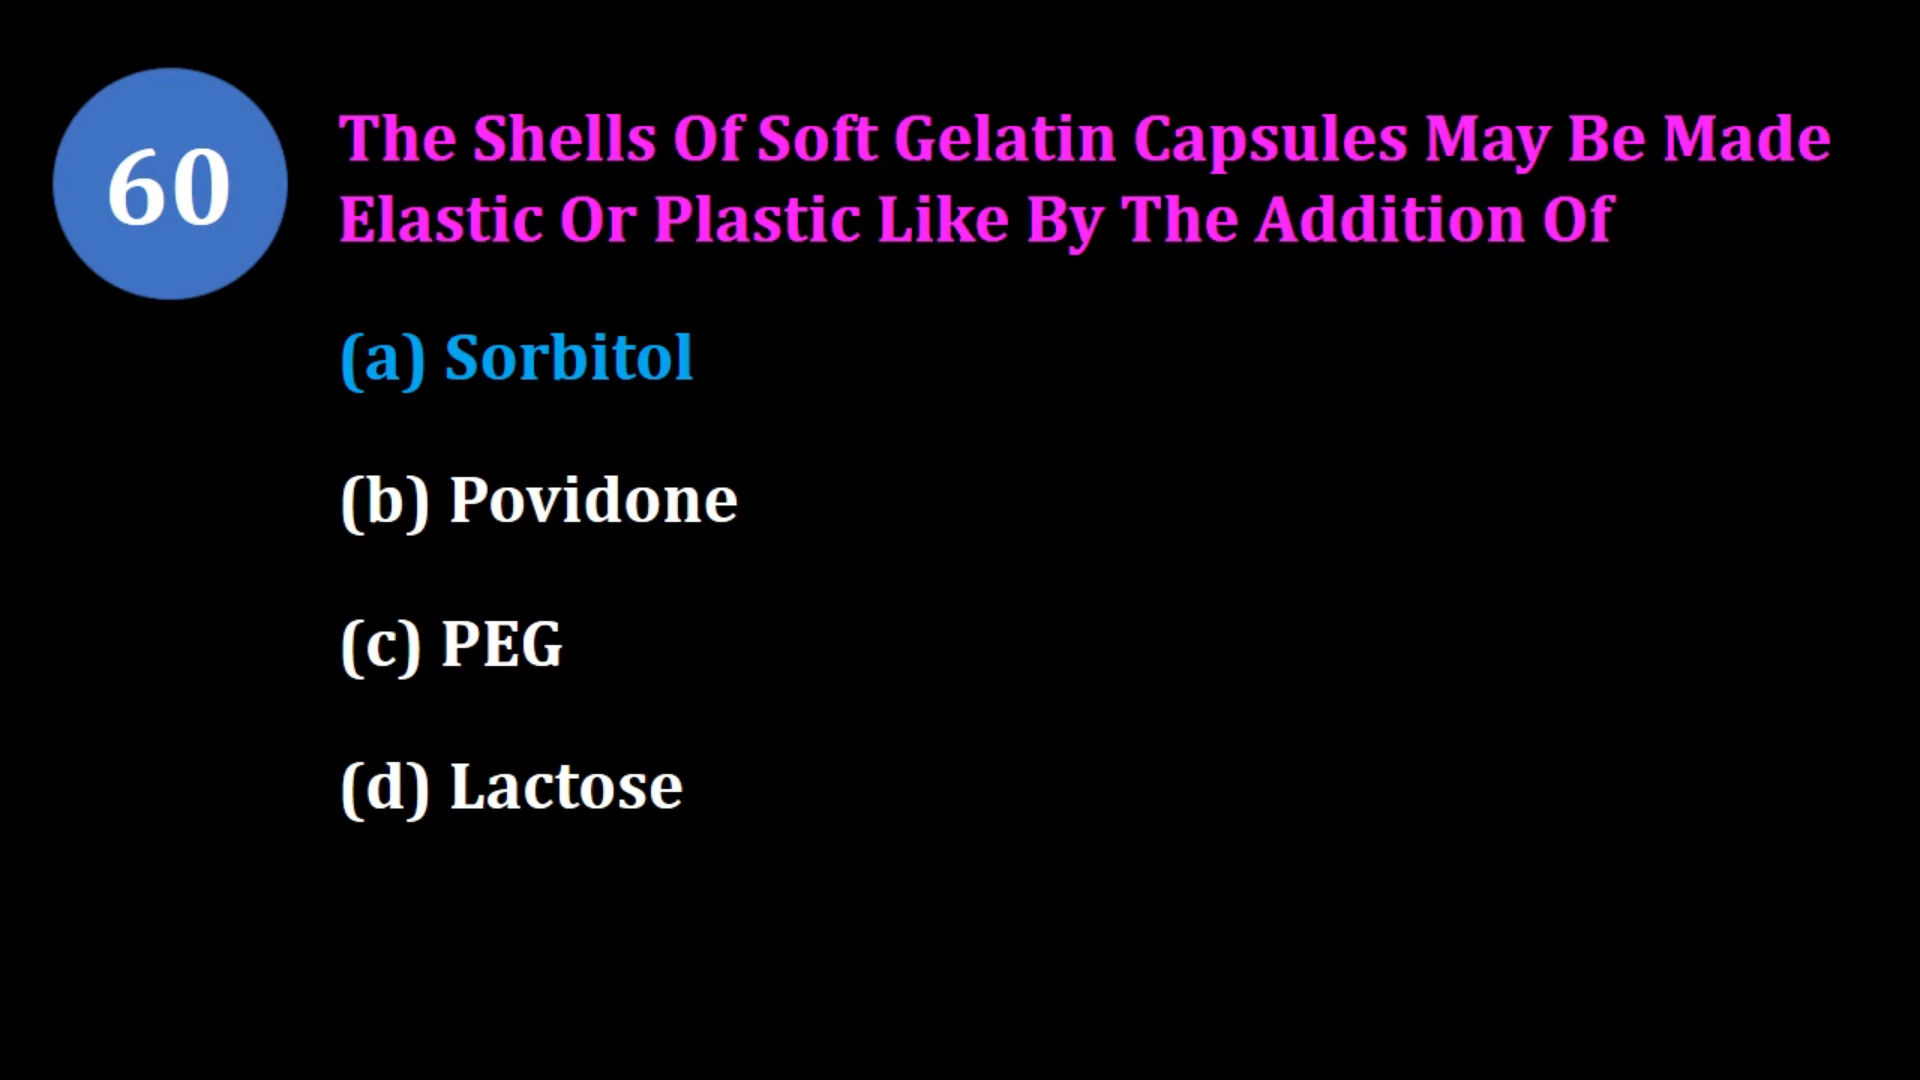 60
The Shells Of Soft Gelatin Capsules May Be Made
Elastic Or Plastic Like By The Addition Of
(a) Sorbitol
(b) Povidone
(c) PEG
(d) Lactose